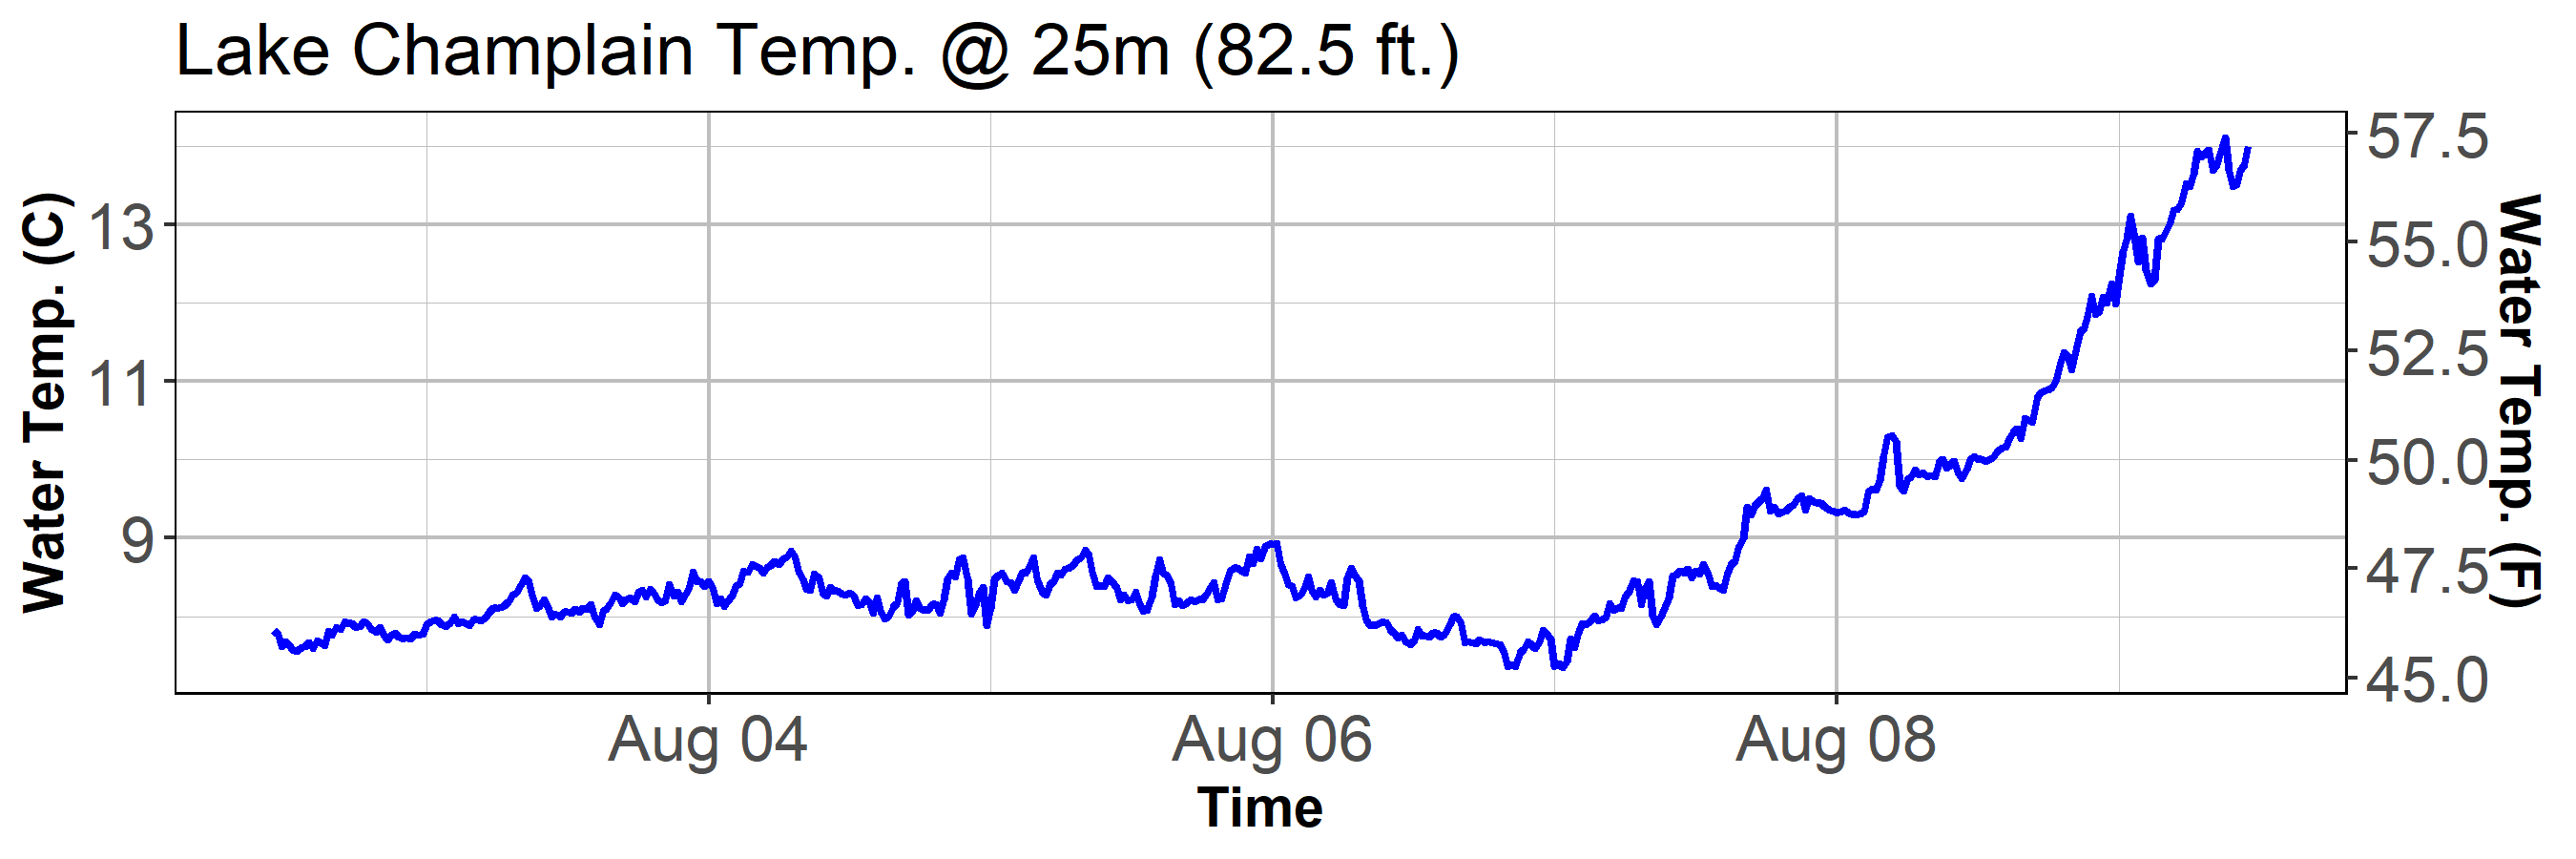 Lake Champlain Temp. @ 25m (82.5 ft.)
Water Temp. (C)
13
11
9
57.5
55.0
52.5
50.0
47.5
45.0
Water Temp. (F)
Aug 04
Aug 06
Aug 08
Time